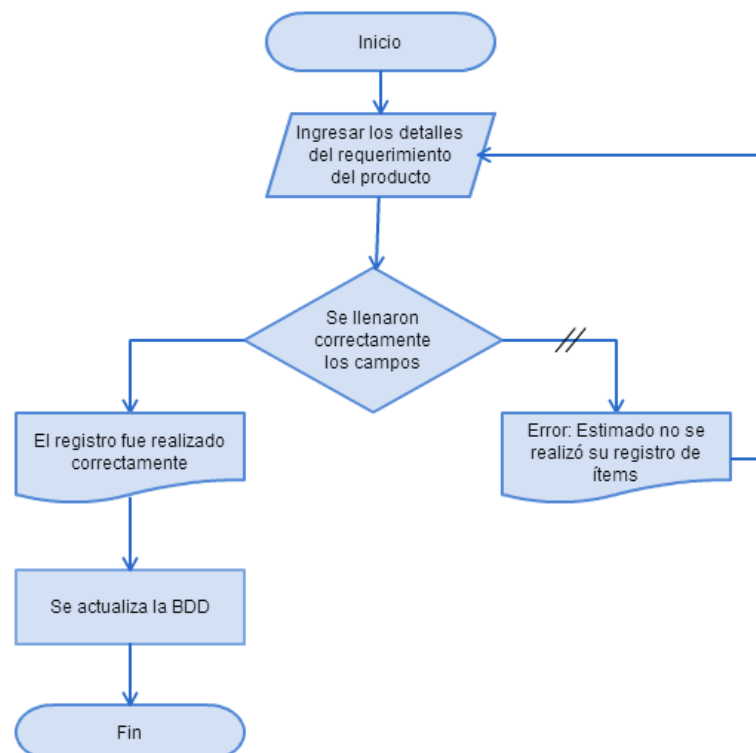 Inicio
Ingresar los detalles
del requerimiento
del producto
Se llenaron
correctamente
los campos
El registro fue realizado
correctamente
Error: Estimado no se
realizó su registro de
ítems
Se actualiza la BDD
Fin